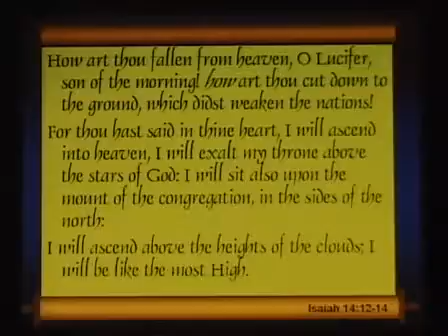 How art thou fallen from heaven, O Lucifer,
son of the morning! how art thou cut down to
the ground, which didst weaken the nations!
For thou hast said in thine heart, I will ascend
into heaven, I will exalt my throne above
the stars of God: I will sit also upon the
mount of the congregation, in the sides of the
north:
I will ascend above the heights of the clouds; I
will be like the most High.
Isaiah 14:12-14